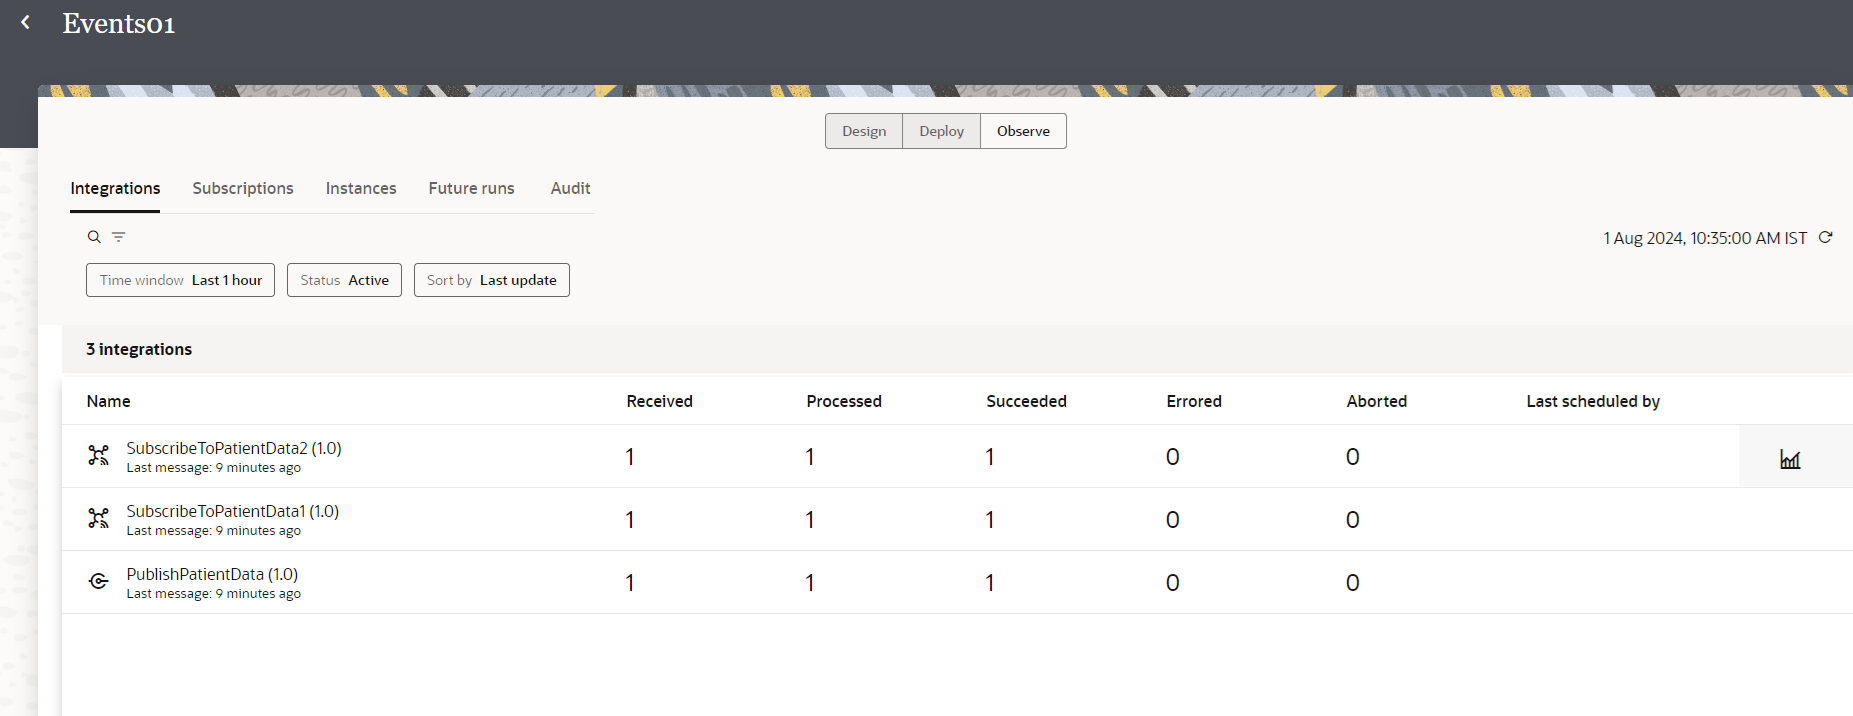 Events01
Design Deploy Observe
Integrations Subscriptions Instances Future runs Audit
1 Aug 2024, 10:35:00 AM IST
Time window Last 1 hour Status Active Sort by Last update
3 integrations
Name Received Processed Succeeded Errored Aborted Last scheduled by
SubscribeToPatientData2 (1.0)
Last message: 9 minutes ago
1 1 1 0 0
SubscribeToPatientData1 (1.0)
Last message: 9 minutes ago
1 1 1 0 0
PublishPatientData (1.0)
Last message: 9 minutes ago
1 1 1 0 0